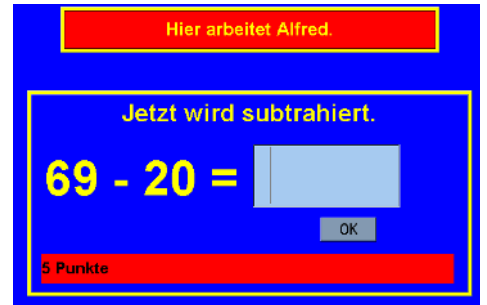 Hier arbeitet Alfred.
Jetzt wird subtrahiert.
69 - 20 =
OK
5 Punkte